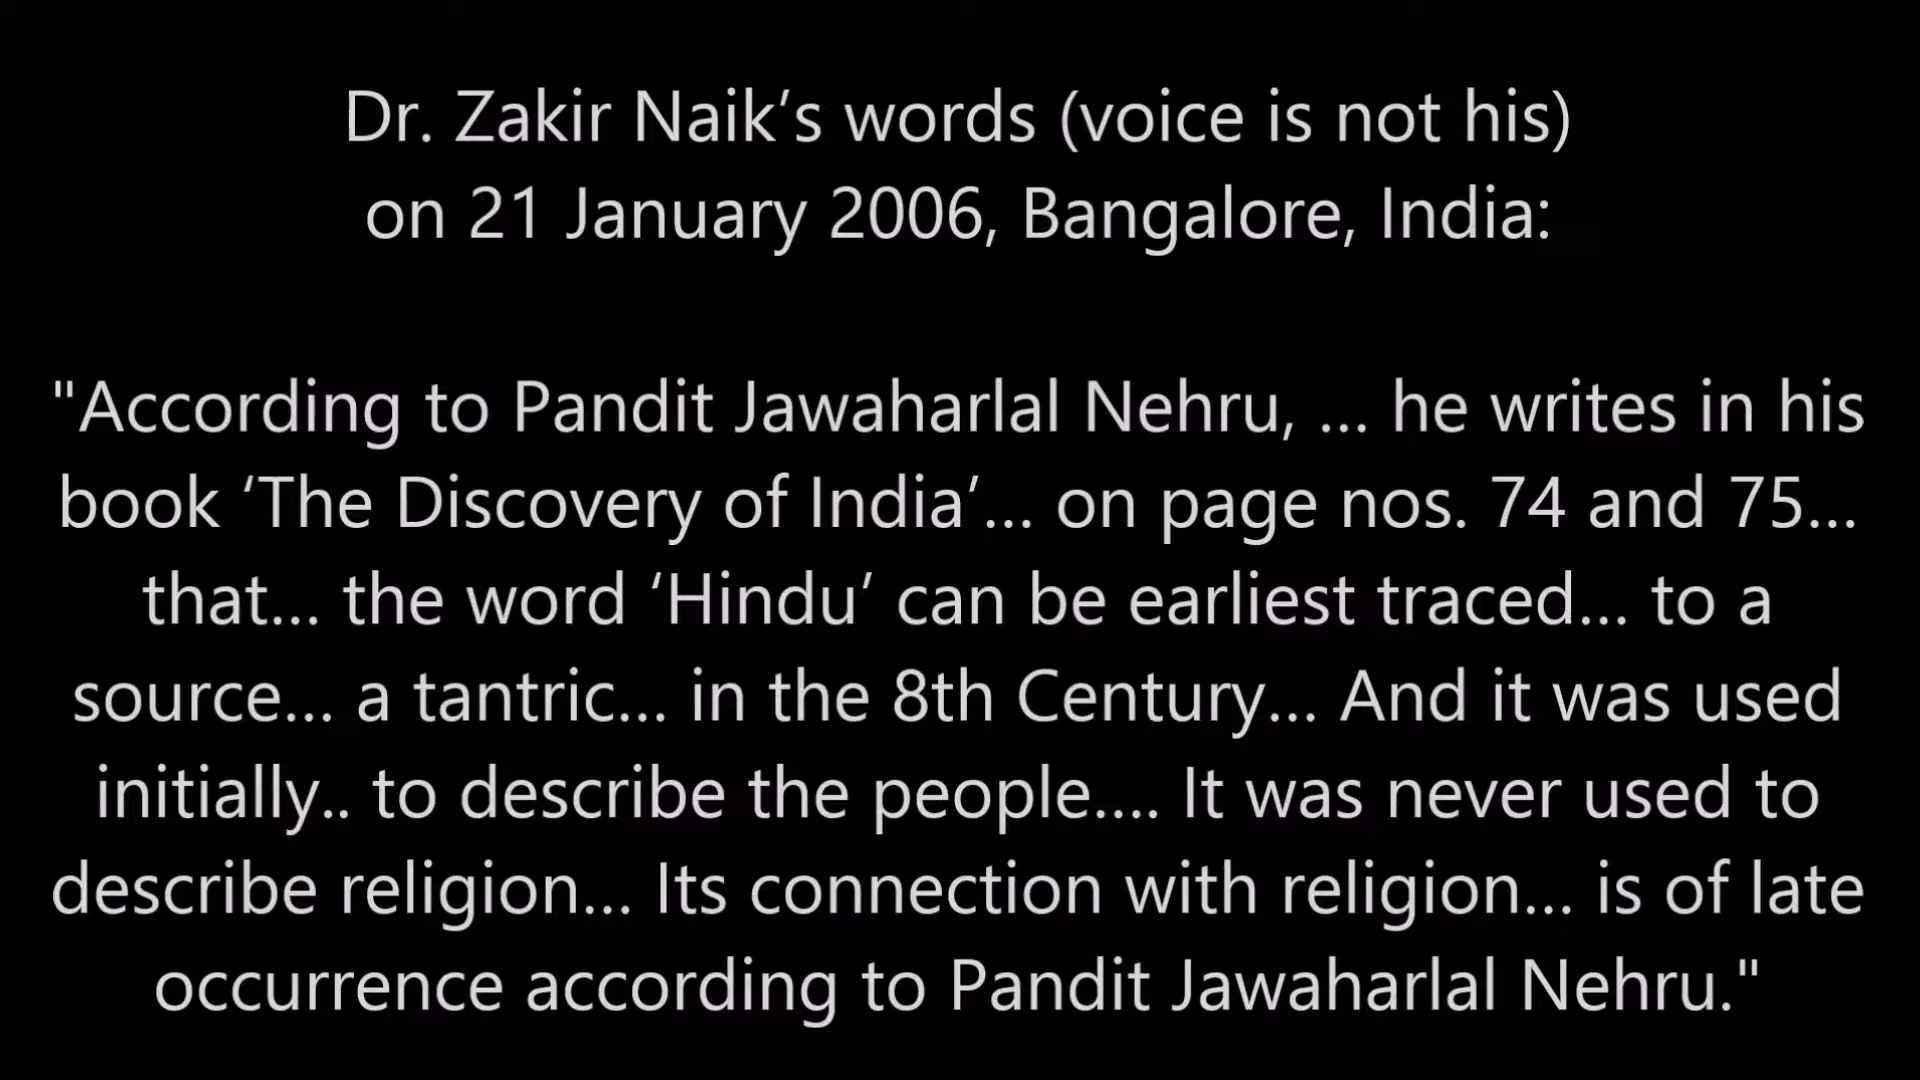 Dr. Zakir Naik’s words (voice is not his)
on 21 January 2006, Bangalore, India:
"According to Pandit Jawaharlal Nehru, ... he writes in his
book ‘The Discovery of India’... on page nos. 74 and 75...
that... the word ‘Hindu’ can be earliest traced... to a
source... a tantric... in the 8th Century... And it was used
initially.. to describe the people.... It was never used to
describe religion... Its connection with religion... is of late
occurrence according to Pandit Jawaharlal Nehru."